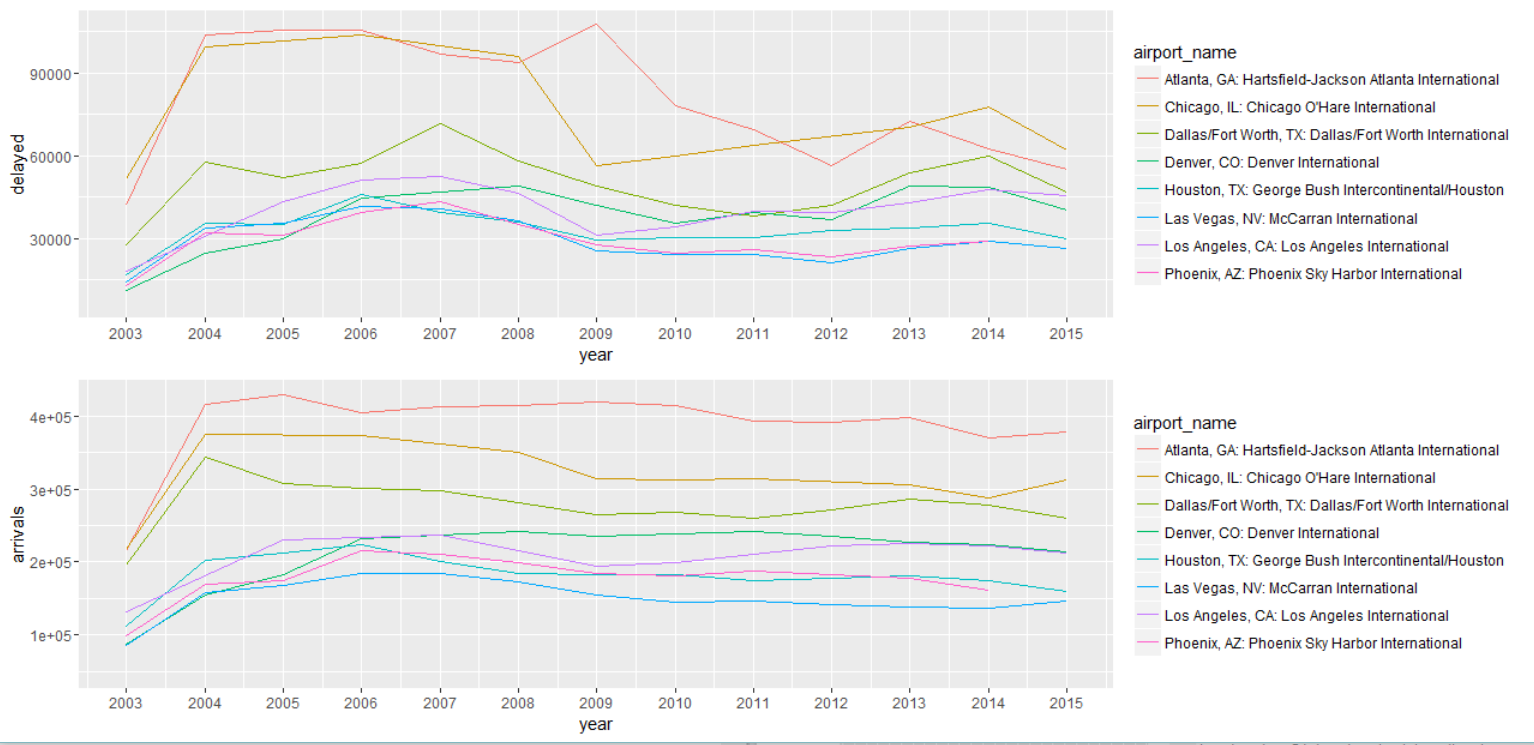 90000
60000
30000
delayed
2003 2004 2005 2006 2007 2008 2009 2010 2011 2012 2013 2014 2015
year
airport_name
Atlanta, GA: Hartsfield-Jackson Atlanta International
Chicago, IL: Chicago O'Hare International
Dallas/Fort Worth, TX: Dallas/Fort Worth International
Denver, CO: Denver International
Houston, TX: George Bush Intercontinental/Houston
Las Vegas, NV: McCarran International
Los Angeles, CA: Los Angeles International
Phoenix, AZ: Phoenix Sky Harbor International
4e+05
3e+05
2e+05
1e+05
arrivals
2003 2004 2005 2006 2007 2008 2009 2010 2011 2012 2013 2014 2015
year
airport_name
Atlanta, GA: Hartsfield-Jackson Atlanta International
Chicago, IL: Chicago O'Hare International
Dallas/Fort Worth, TX: Dallas/Fort Worth International
Denver, CO: Denver International
Houston, TX: George Bush Intercontinental/Houston
Las Vegas, NV: McCarran International
Los Angeles, CA: Los Angeles International
Phoenix, AZ: Phoenix Sky Harbor International